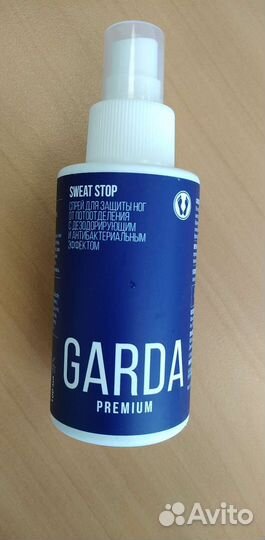 SWEAT STOP
СПРЕЙ ДЛЯ ЗАЩИТЫ НОГ
ОТ ПОТООТДЕЛЕНИЯ
С ДЕЗОДОРИРУЮЩИМ
И АНТИБАКТЕРИАЛЬНЫМ
ЭФФЕКТОМ
GARDA
PREMIUM
Avito